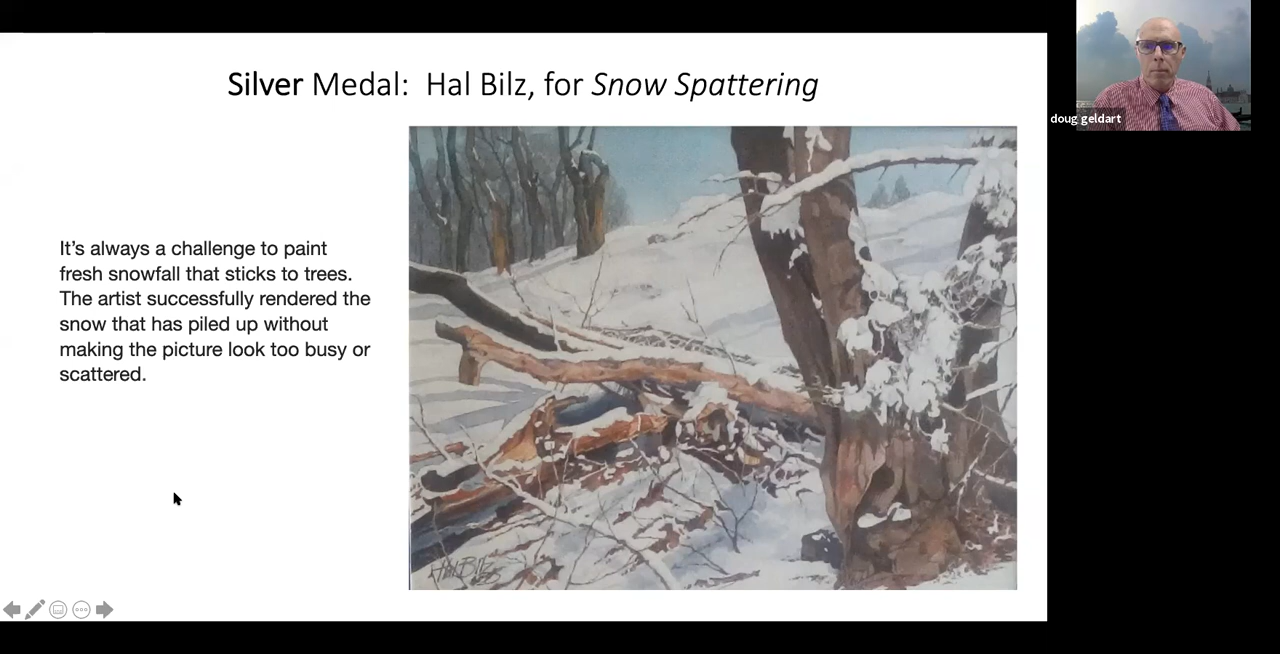 Silver Medal: Hal Bilz, for Snow Spattering
doug geldart
It’s always a challenge to paint
fresh snowfall that sticks to trees.
The artist successfully rendered the
snow that has piled up without
making the picture look too busy or
scattered.
Hal Bilz